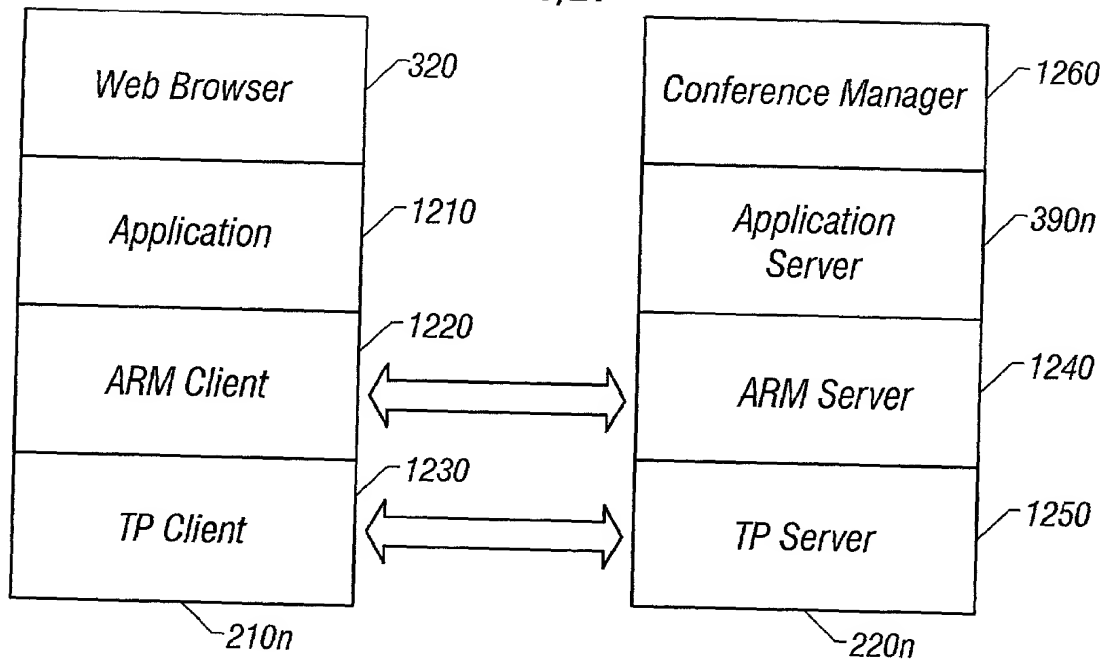 Web Browser
320
Application
1210
ARM Client
1220
TP Client
1230
210n
Conference Manager
1260
Application
Server
390n
ARM Server
1240
TP Server
1250
220n